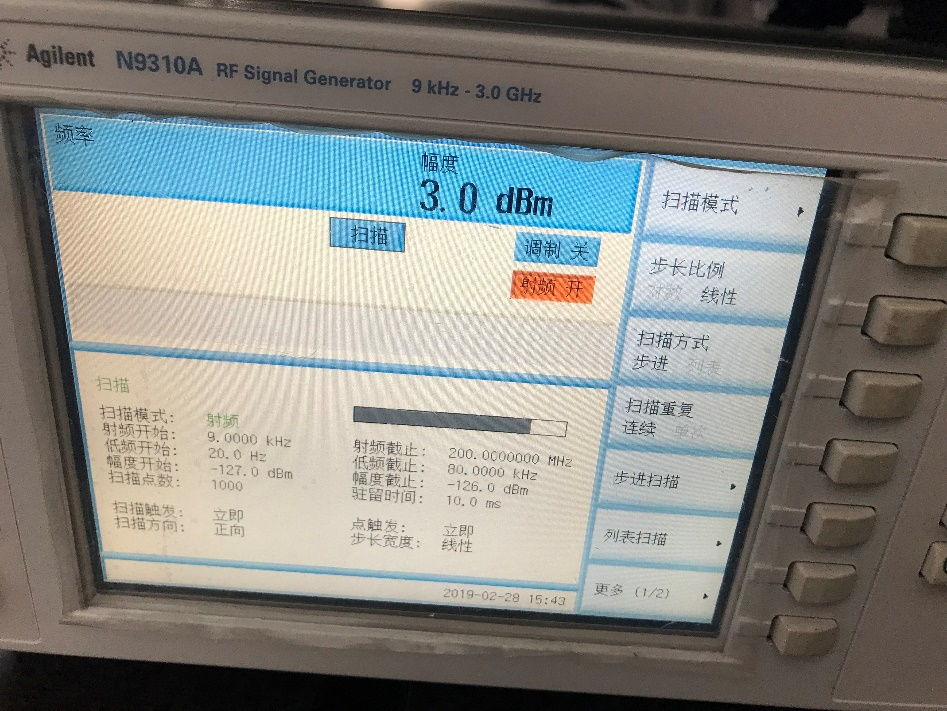 Agilent N9310A RF Signal Generator 9 kHz - 3.0 GHz
频率
幅度
3.0 dBm
扫描
调制 关
射频 开
扫描
扫描模式: 射频
射频开始: 9.0000 kHz
低频开始: 20.0 Hz
幅度开始: -127.0 dBm
扫描点数: 1000
射频截止: 200.0000000 MHz
低频截止: 80.0000 kHz
幅度截止: -126.0 dBm
驻留时间: 10.0 ms
扫描触发: 立即
扫描方向: 正向
点触发: 立即
步长宽度: 线性
2019-02-28 15:43
扫描模式
步长比例
对数 线性
扫描方式
步进 列表
扫描重复
连续 单次
步进扫描
列表扫描
更多 (1/2)